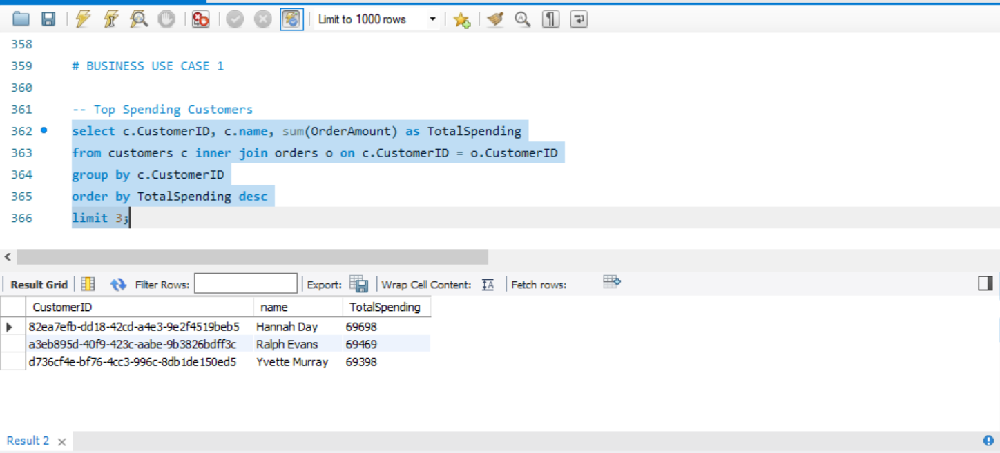 Limit to 1000 rows
358
359 # BUSINESS USE CASE 1
360
361 -- Top Spending Customers
362 select c.CustomerID, c.name, sum(OrderAmount) as TotalSpending
363 from customers c inner join orders o on c.CustomerID = o.CustomerID
364 group by c.CustomerID
365 order by TotalSpending desc
366 limit 3;
Result Grid Filter Rows: Export: Wrap Cell Content: Fetch rows:
CustomerID name TotalSpending
82ea7efb-dd18-42cd-a4e3-9e2f4519beb5 Hannah Day 69698
a3eb895d-40f9-423c-aabe-9b3826bdff3c Ralph Evans 69469
d736cf4e-bf76-4cc3-996c-8db1de150ed5 Yvette Murray 69398
Result 2